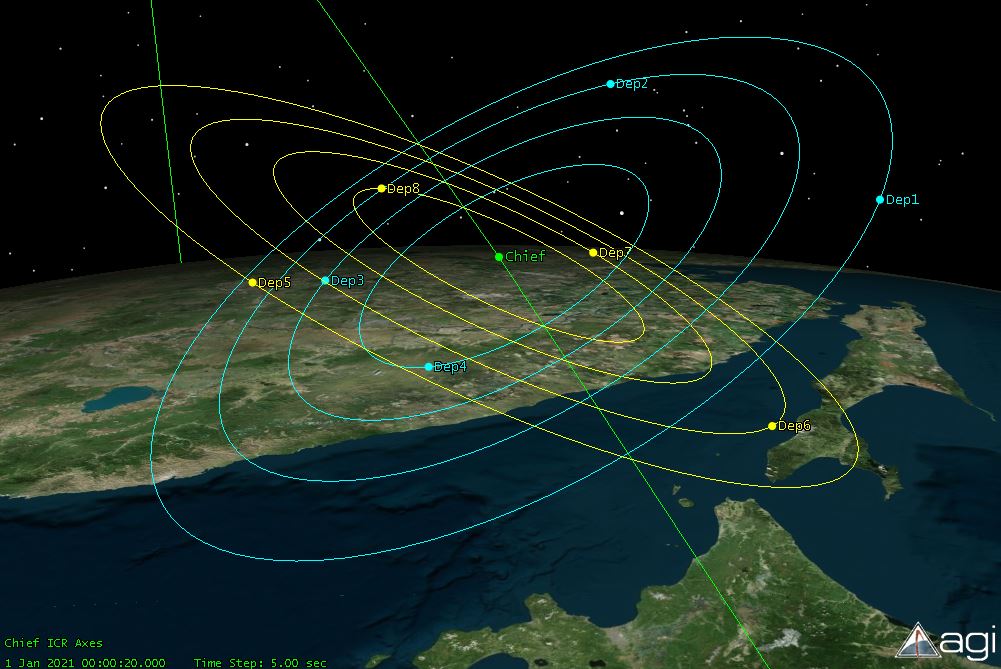 Dep2
Dep8
Dep1
Chief
Dep7
Dep5
Dep3
Dep4
Dep6
Chief ICR Axes
1 Jan 2021 00:00:20.000 Time Step: 5.00 sec
agi